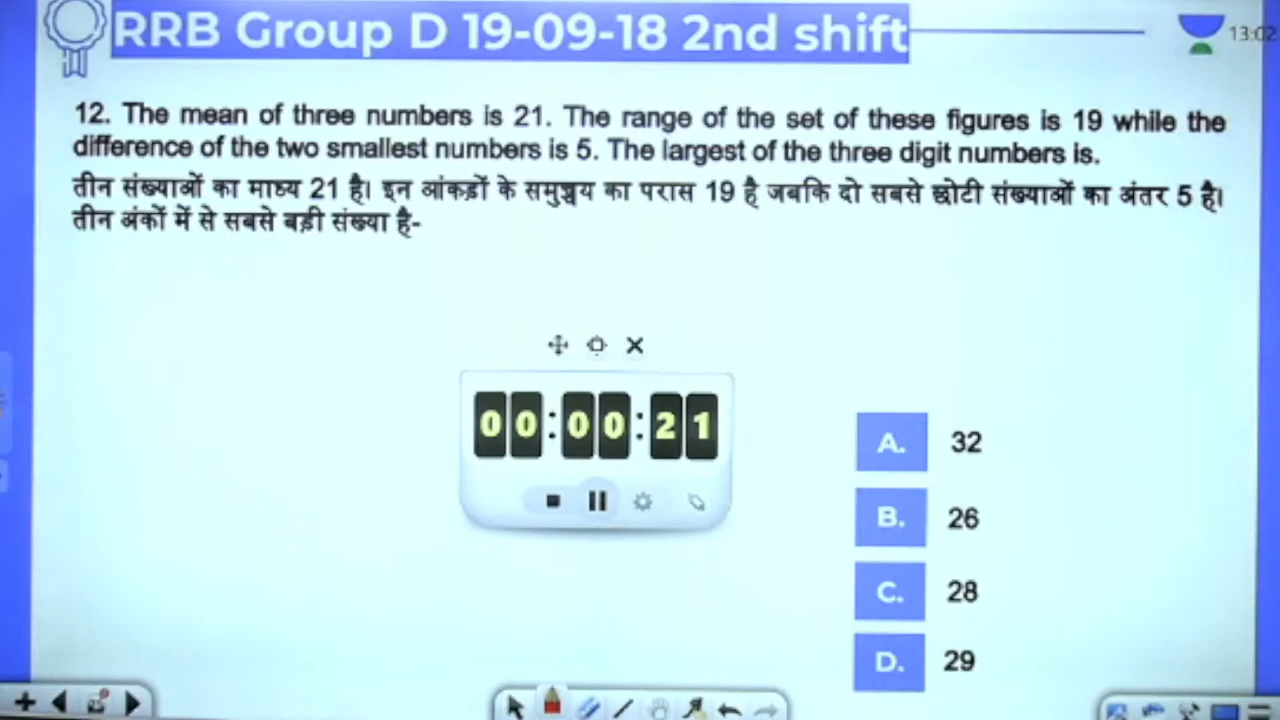 RRB Group D 19-09-18 2nd shift
13:02
12. The mean of three numbers is 21. The range of the set of these figures is 19 while the
difference of the two smallest numbers is 5. The largest of the three digit numbers is.
तीन संख्याओं का माध्य 21 है। इन आंकड़ों के समुच्चय का परास 19 है जबकि दो सबसे छोटी संख्याओं का अंतर 5 है।
तीन अंकों में से सबसे बड़ी संख्या है-
00:00:21
A. 32
B. 26
C. 28
D. 29